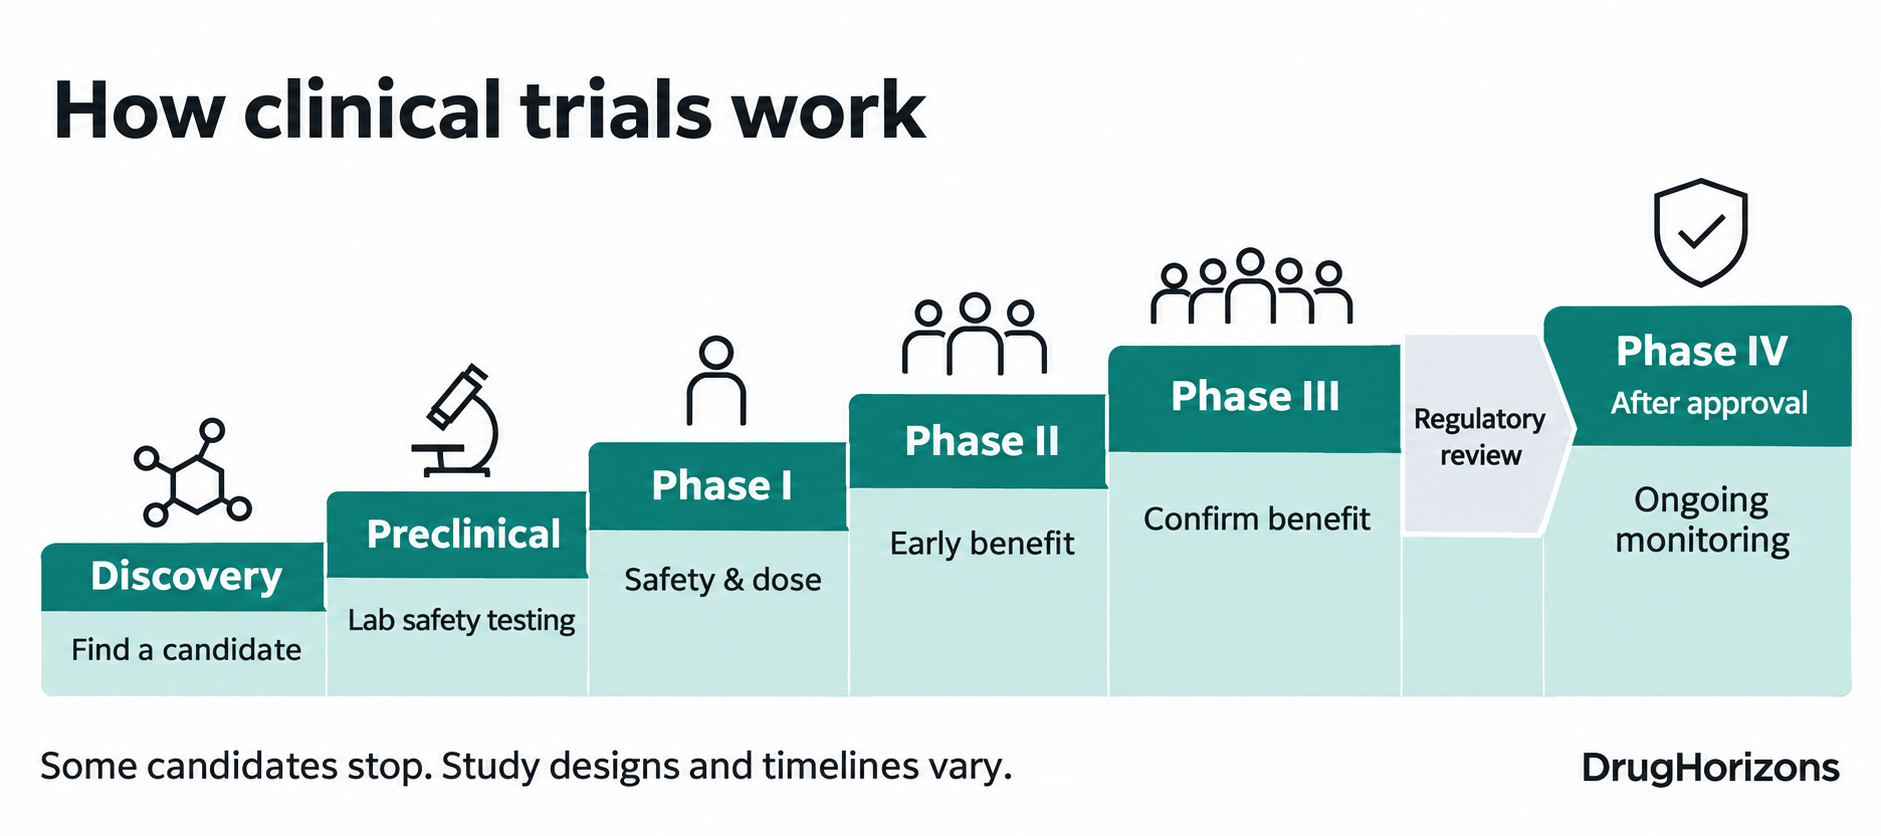 How clinical trials work
Discovery
Find a candidate
Preclinical
Lab safety testing
Phase I
Safety & dose
Phase II
Early benefit
Phase III
Confirm benefit
Regulatory
review
Phase IV
After approval
Ongoing
monitoring
Some candidates stop. Study designs and timelines vary.
DrugHorizons